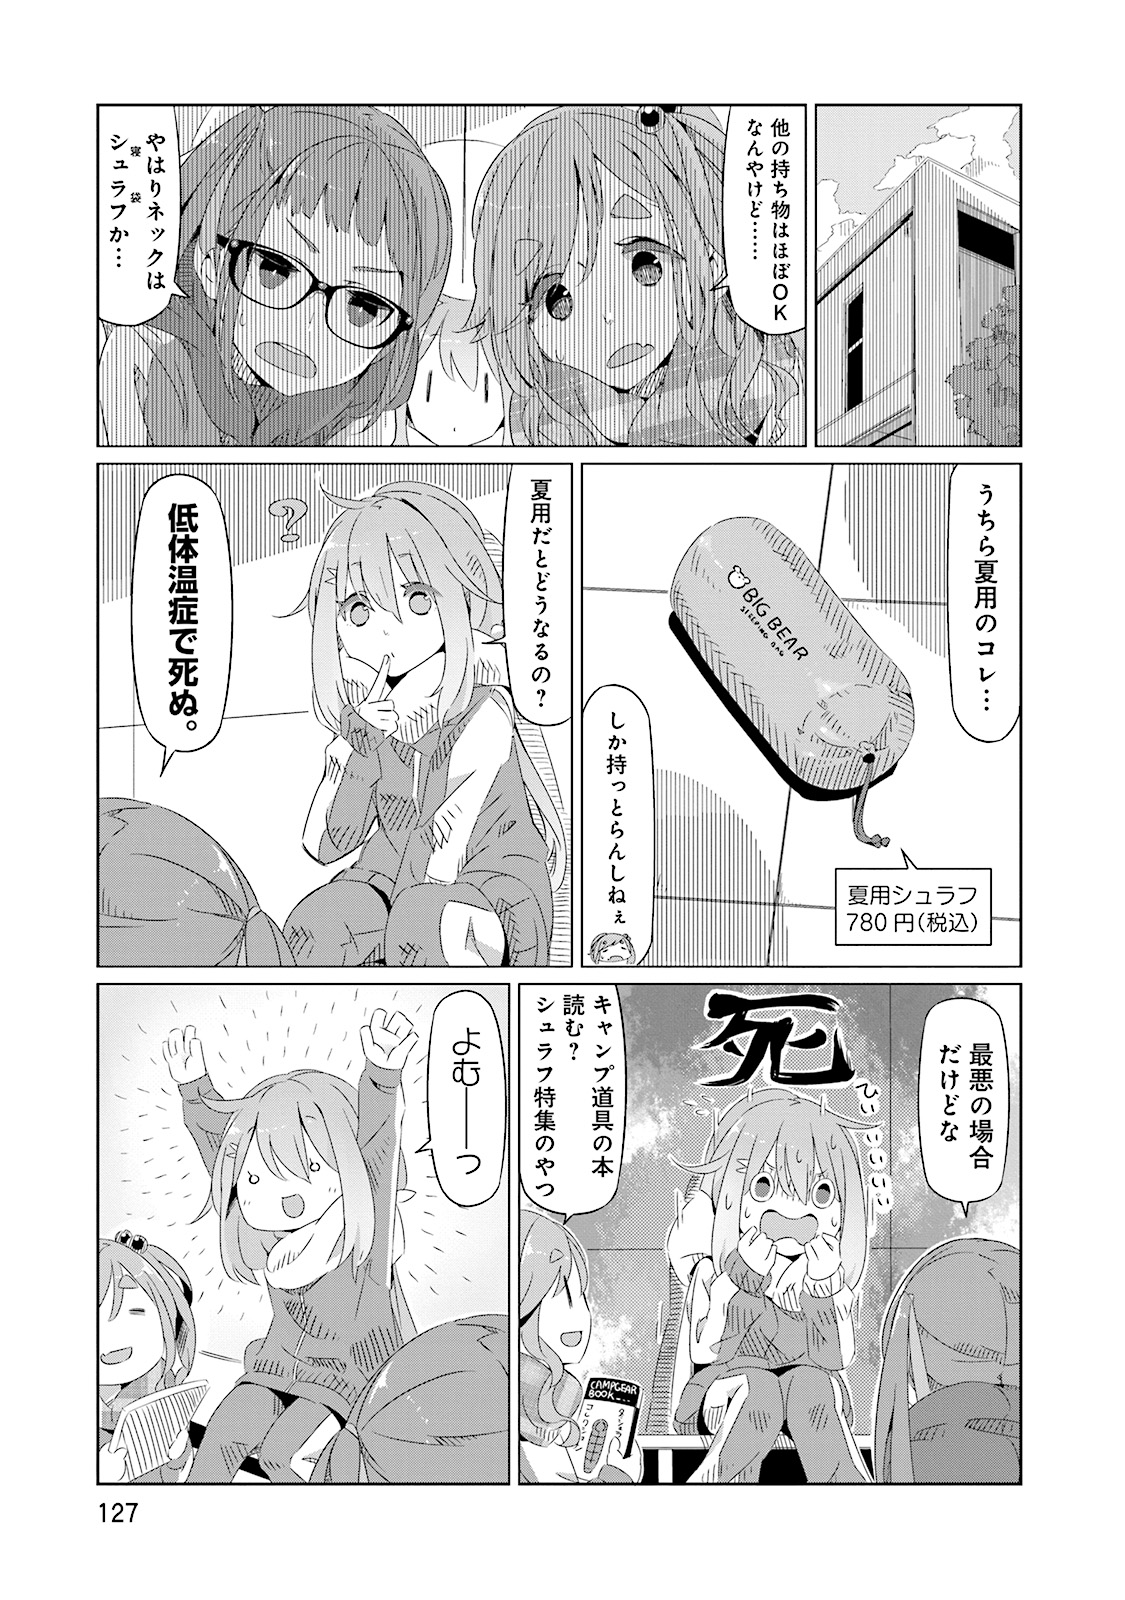 他の持ち物はほぼOK
なんやけど……
やはりネックは
シュラフか…
寝袋
うちら夏用のコレ…
BIG BEAR
SLEEPING BAG
夏用シュラフ
780円(税込)
しか持っとらんしねぇ
夏用だとどうなるの?
?
低体温症で死ぬ。
最悪の場合
だけどな
死
ひぃぃぃぃぃ
キャンプ道具の本
読む?
シュラフ特集のやつ
CAMPGEAR
BOOK
よむ──っ
127